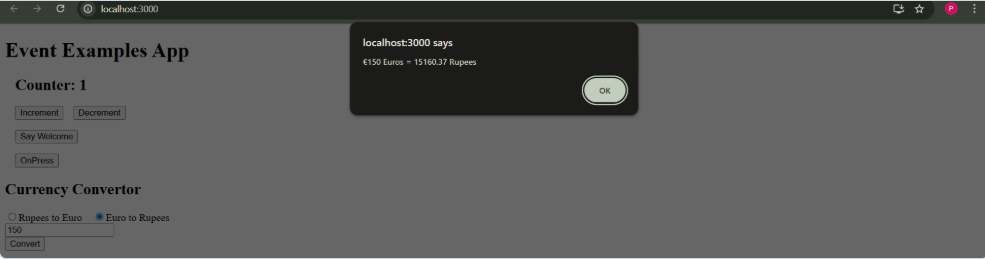 localhost:3000
P
localhost:3000 says
€150 Euros = 15160.37 Rupees
OK
Event Examples App
Counter: 1
Increment Decrement
Say Welcome
OnPress
Currency Convertor
Rupees to Euro Euro to Rupees
150
Convert